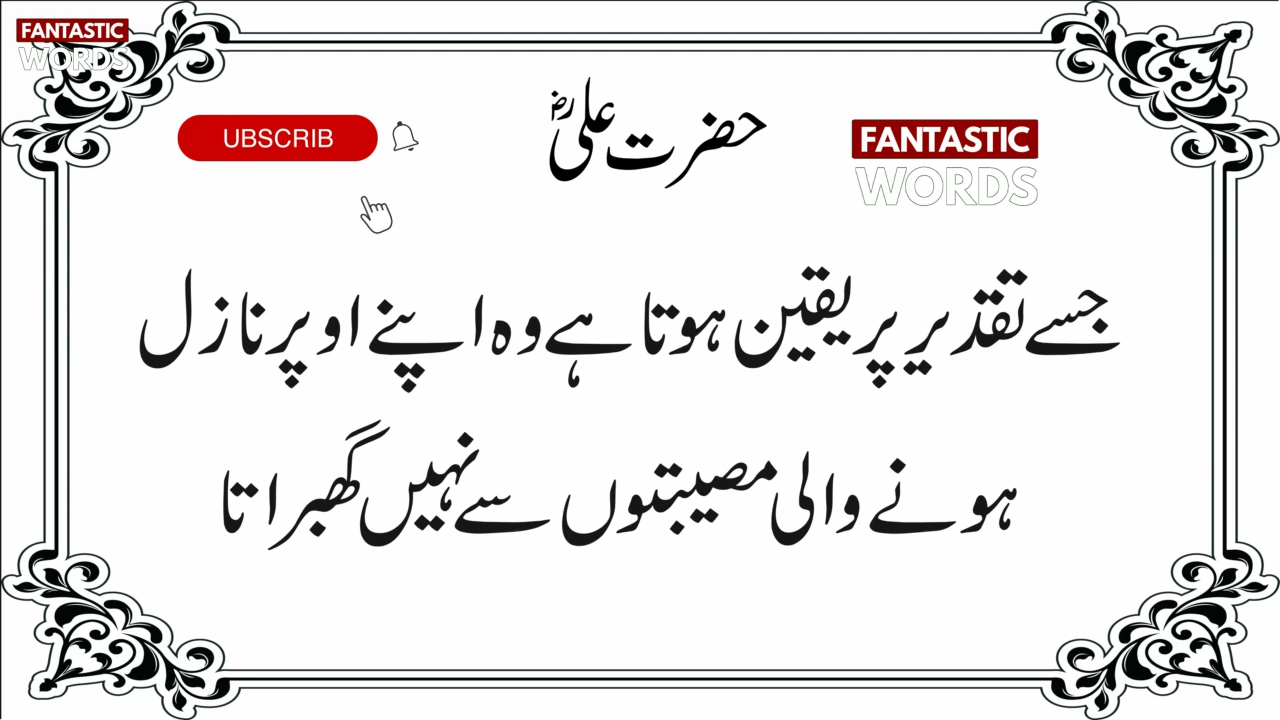 FANTASTIC
WORDS
UBSCRIB
حضرت علیؓ
FANTASTIC
WORDS
جسے تقدیر پر یقین ہوتا ہے وہ اپنے اوپر نازل
ہونے والی مصیبتوں سے نہیں گھبراتا